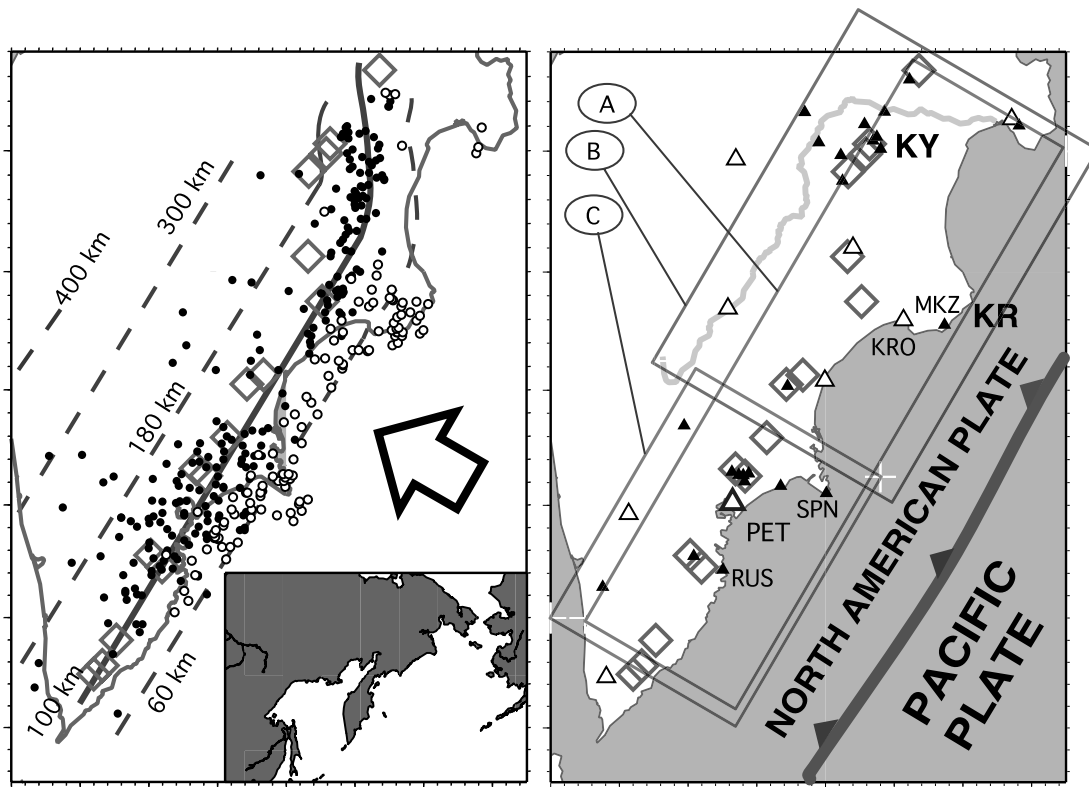 300 km
400 km
180 km
100 km
60 km
A
B
C
KY
MKZ
KR
KRO
SPN
PET
RUS
NORTH AMERICAN PLATE
PACIFIC
PLATE